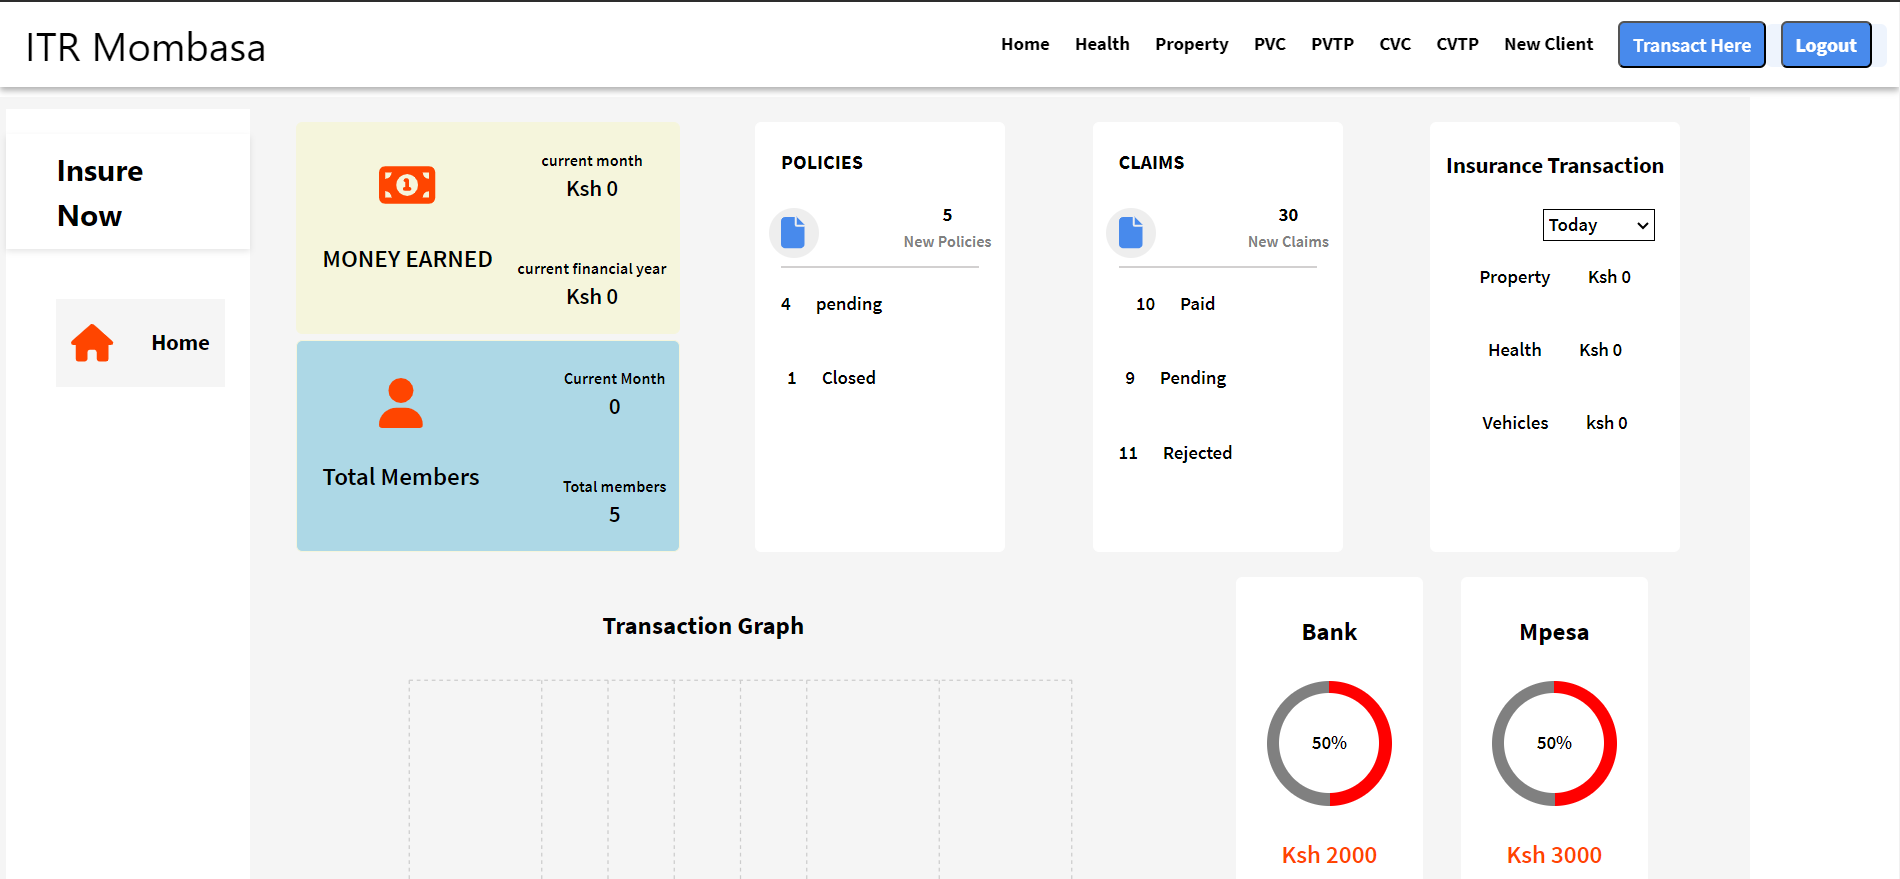 ITR Mombasa
Home Health Property PVC PVTP CVC CVTP New Client Transact Here Logout
Insure
Now
Home
MONEY EARNED
current month
Ksh 0
current financial year
Ksh 0
Total Members
Current Month
0
Total members
5
POLICIES
5
New Policies
4 pending
1 Closed
CLAIMS
30
New Claims
10 Paid
9 Pending
11 Rejected
Insurance Transaction
Today
Property Ksh 0
Health Ksh 0
Vehicles ksh 0
Transaction Graph
Bank
50%
Ksh 2000
Mpesa
50%
Ksh 3000